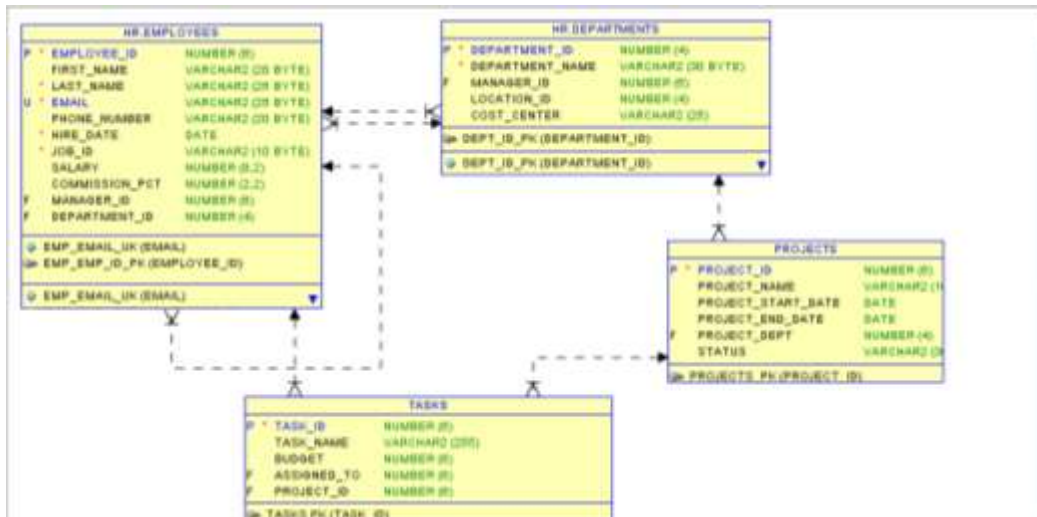 HR.EMPLOYEES
P * EMPLOYEE_ID NUMBER (6)
FIRST_NAME VARCHAR2 (20 BYTE)
* LAST_NAME VARCHAR2 (25 BYTE)
U * EMAIL VARCHAR2 (25 BYTE)
PHONE_NUMBER VARCHAR2 (20 BYTE)
* HIRE_DATE DATE
* JOB_ID VARCHAR2 (10 BYTE)
SALARY NUMBER (8,2)
COMMISSION_PCT NUMBER (2,2)
F MANAGER_ID NUMBER (6)
F DEPARTMENT_ID NUMBER (4)
EMP_EMAIL_UK (EMAIL)
EMP_EMP_ID_PK (EMPLOYEE_ID)
EMP_EMAIL_UK (EMAIL)
HR.DEPARTMENTS
P * DEPARTMENT_ID NUMBER (4)
* DEPARTMENT_NAME VARCHAR2 (30 BYTE)
F MANAGER_ID NUMBER (6)
LOCATION_ID NUMBER (4)
COST_CENTER VARCHAR2 (25)
DEPT_ID_PK (DEPARTMENT_ID)
DEPT_ID_PK (DEPARTMENT_ID)
PROJECTS
P * PROJECT_ID NUMBER (6)
PROJECT_NAME VARCHAR2
PROJECT_START_DATE DATE
PROJECT_END_DATE DATE
F PROJECT_DEPT NUMBER (4)
STATUS VARCHAR2
PROJECTS_PK (PROJECT_ID)
TASKS
P * TASK_ID NUMBER (6)
TASK_NAME VARCHAR2 (255)
BUDGET NUMBER (6)
F ASSIGNED_TO NUMBER (6)
F PROJECT_ID NUMBER (6)
TASKS_PK (TASK_ID)